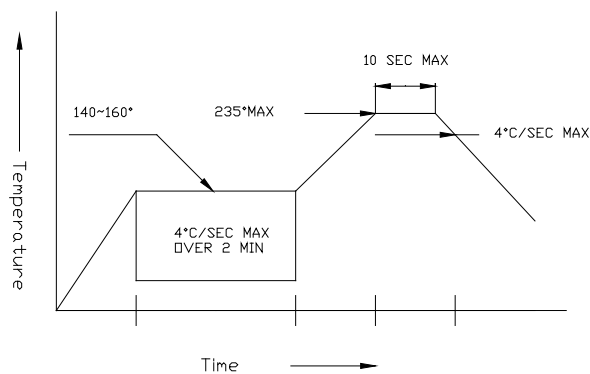 10 SEC MAX
140~160°
235°MAX
4°C/SEC MAX
4°C/SEC MAX
OVER 2 MIN
Temperature
Time